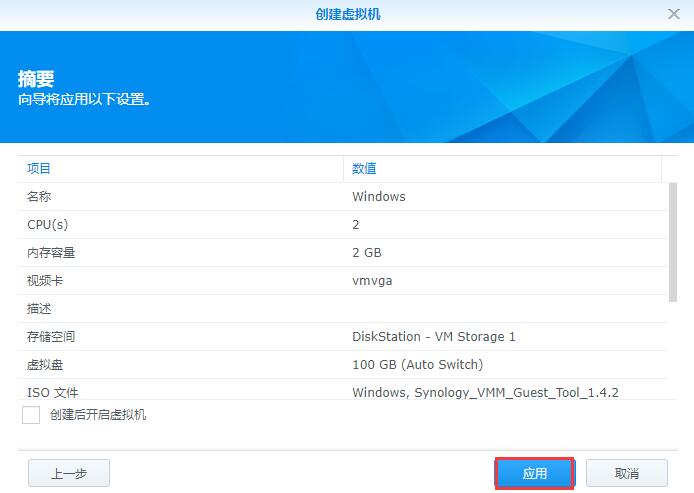 创建虚拟机
摘要
向导将应用以下设置。
项目 数值
名称 Windows
CPU(s) 2
内存容量 2 GB
视频卡 vmvga
描述
存储空间 DiskStation - VM Storage 1
虚拟盘 100 GB (Auto Switch)
ISO 文件 Windows, Synology_VMM_Guest_Tool_1.4.2
创建后开启虚拟机
上一步 应用 取消